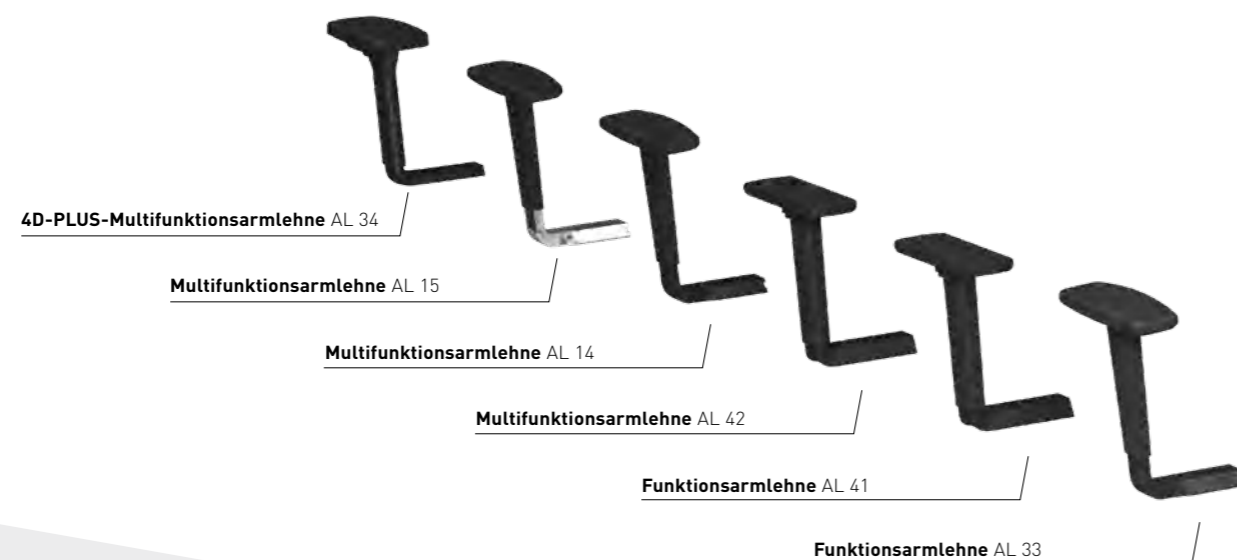 4D-PLUS-Multifunktionsarmlehne AL 34
Multifunktionsarmlehne AL 15
Multifunktionsarmlehne AL 14
Multifunktionsarmlehne AL 42
Funktionsarmlehne AL 41
Funktionsarmlehne AL 33